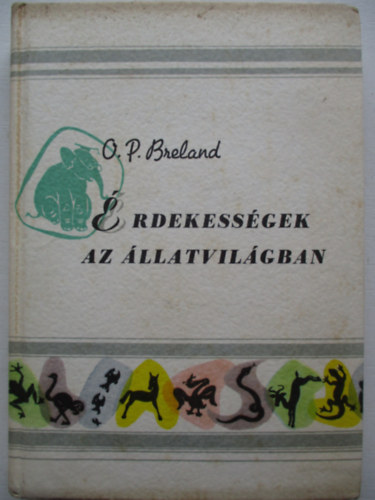 O. P. Breland
ÉRDEKESSÉGEK
AZ ÁLLATVILÁGBAN